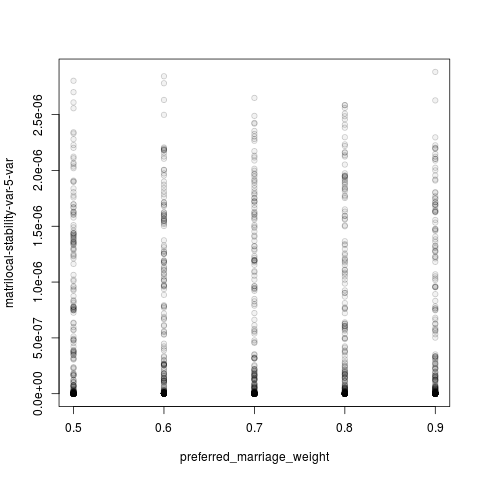 matrilocal-stability-var-5-var
2.5e-06
2.0e-06
1.5e-06
1.0e-06
5.0e-07
0.0e+00
0.5 0.6 0.7 0.8 0.9
preferred_marriage_weight